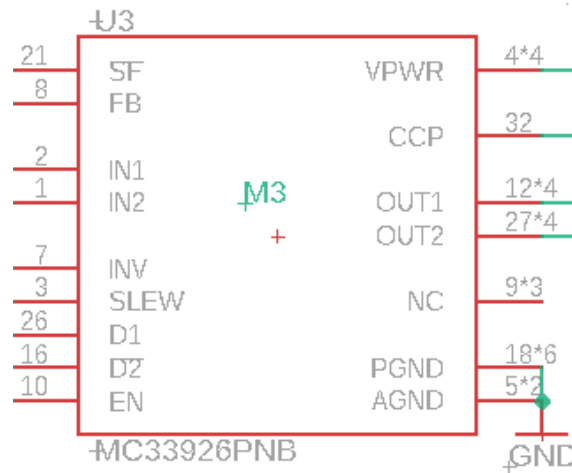 U3
21 SF VPWR 4*4
8 FB
CCP 32
2 IN1
1 IN2 OUT1 12*4
M3
OUT2 27*4
7 INV
3 SLEW NC 9*3
26 D1
16 D2 PGND 18*6
10 EN AGND 5*2
MC33926PNB
GND